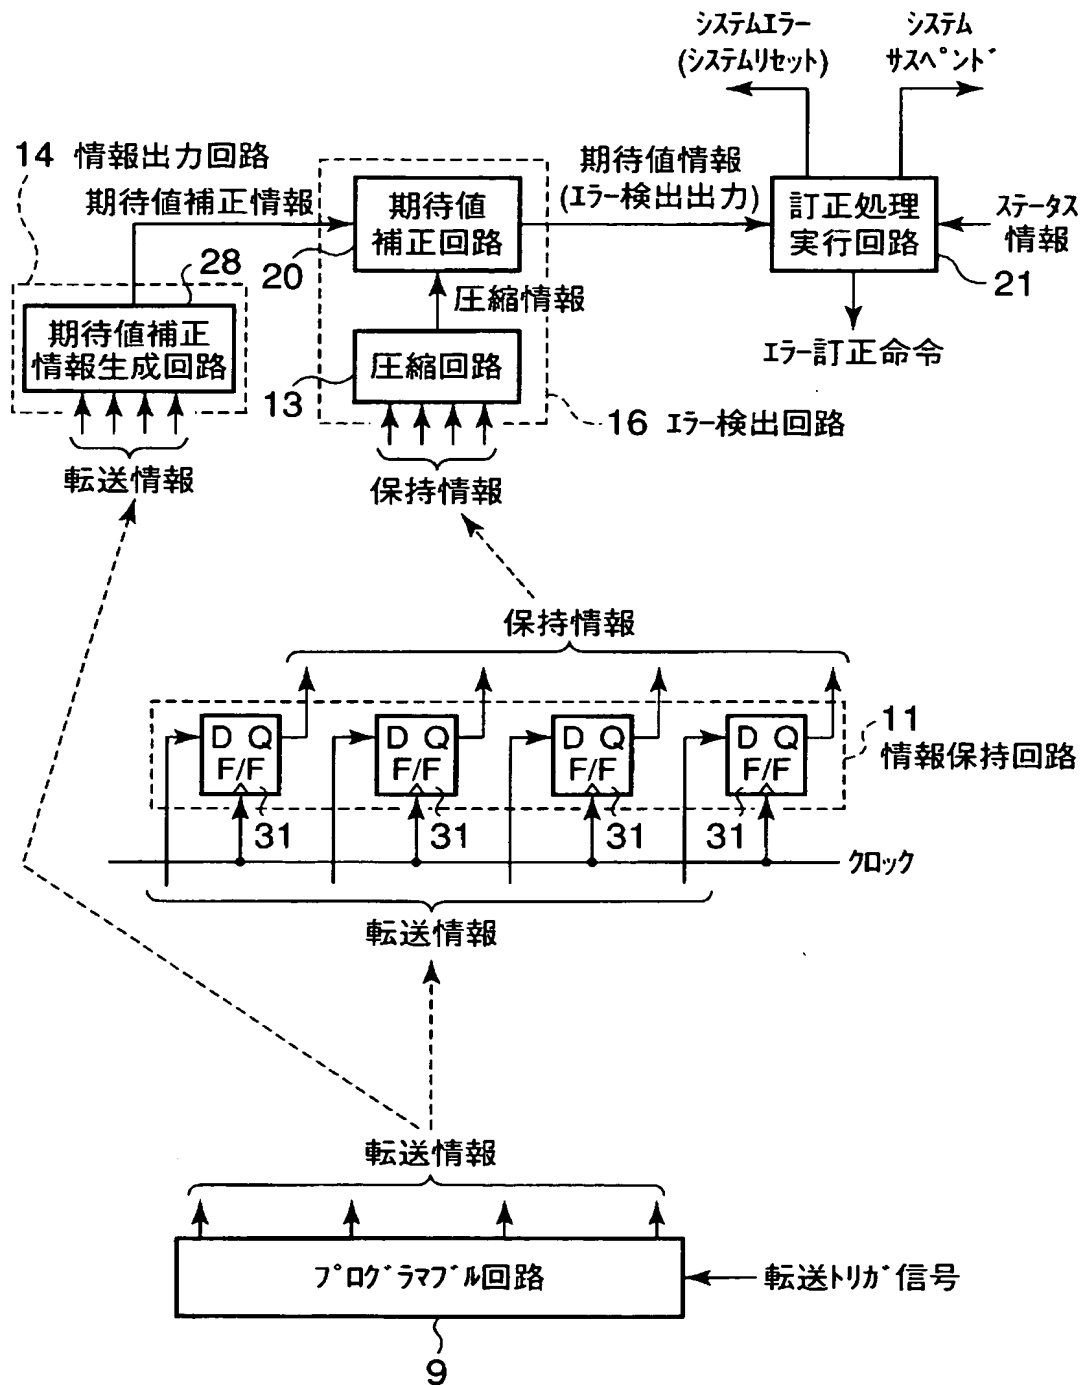 システムエラー
(システムリセット)
システム
サスペンド
14 情報出力回路
期待値補正情報
28
期待値補正
情報生成回路
転送情報
期待値
補正回路
20
圧縮情報
圧縮回路
13
保持情報
16 エラー検出回路
期待値情報
(エラー検出出力)
訂正処理
実行回路
ステータス
情報
21
エラー訂正命令
保持情報
D Q
F/F
31
D Q
F/F
31
D Q
F/F
31
D Q
F/F
31
11
情報保持回路
クロック
転送情報
転送情報
プログラマブル回路
転送トリガ信号
9